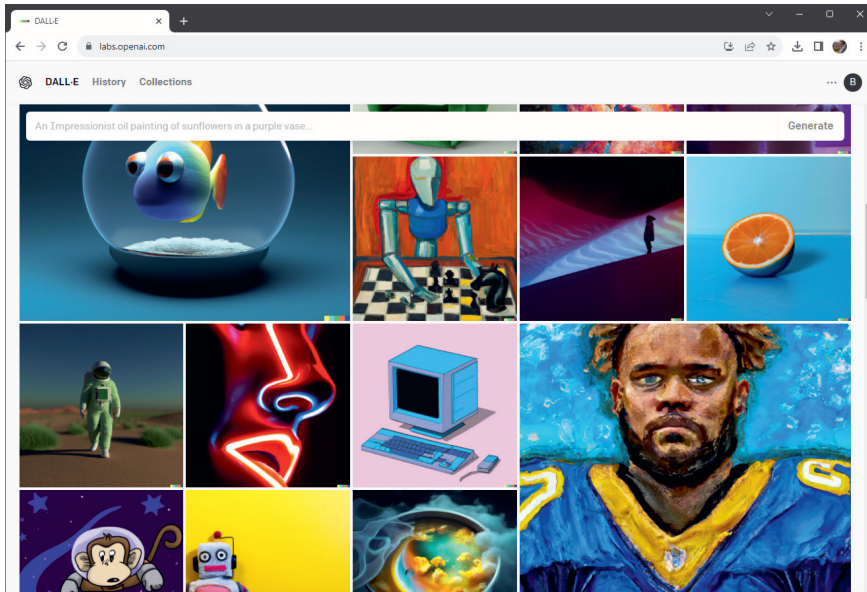 DALL·E
labs.openai.com
DALL·E History Collections
B
An Impressionist oil painting of sunflowers in a purple vase...
Generate